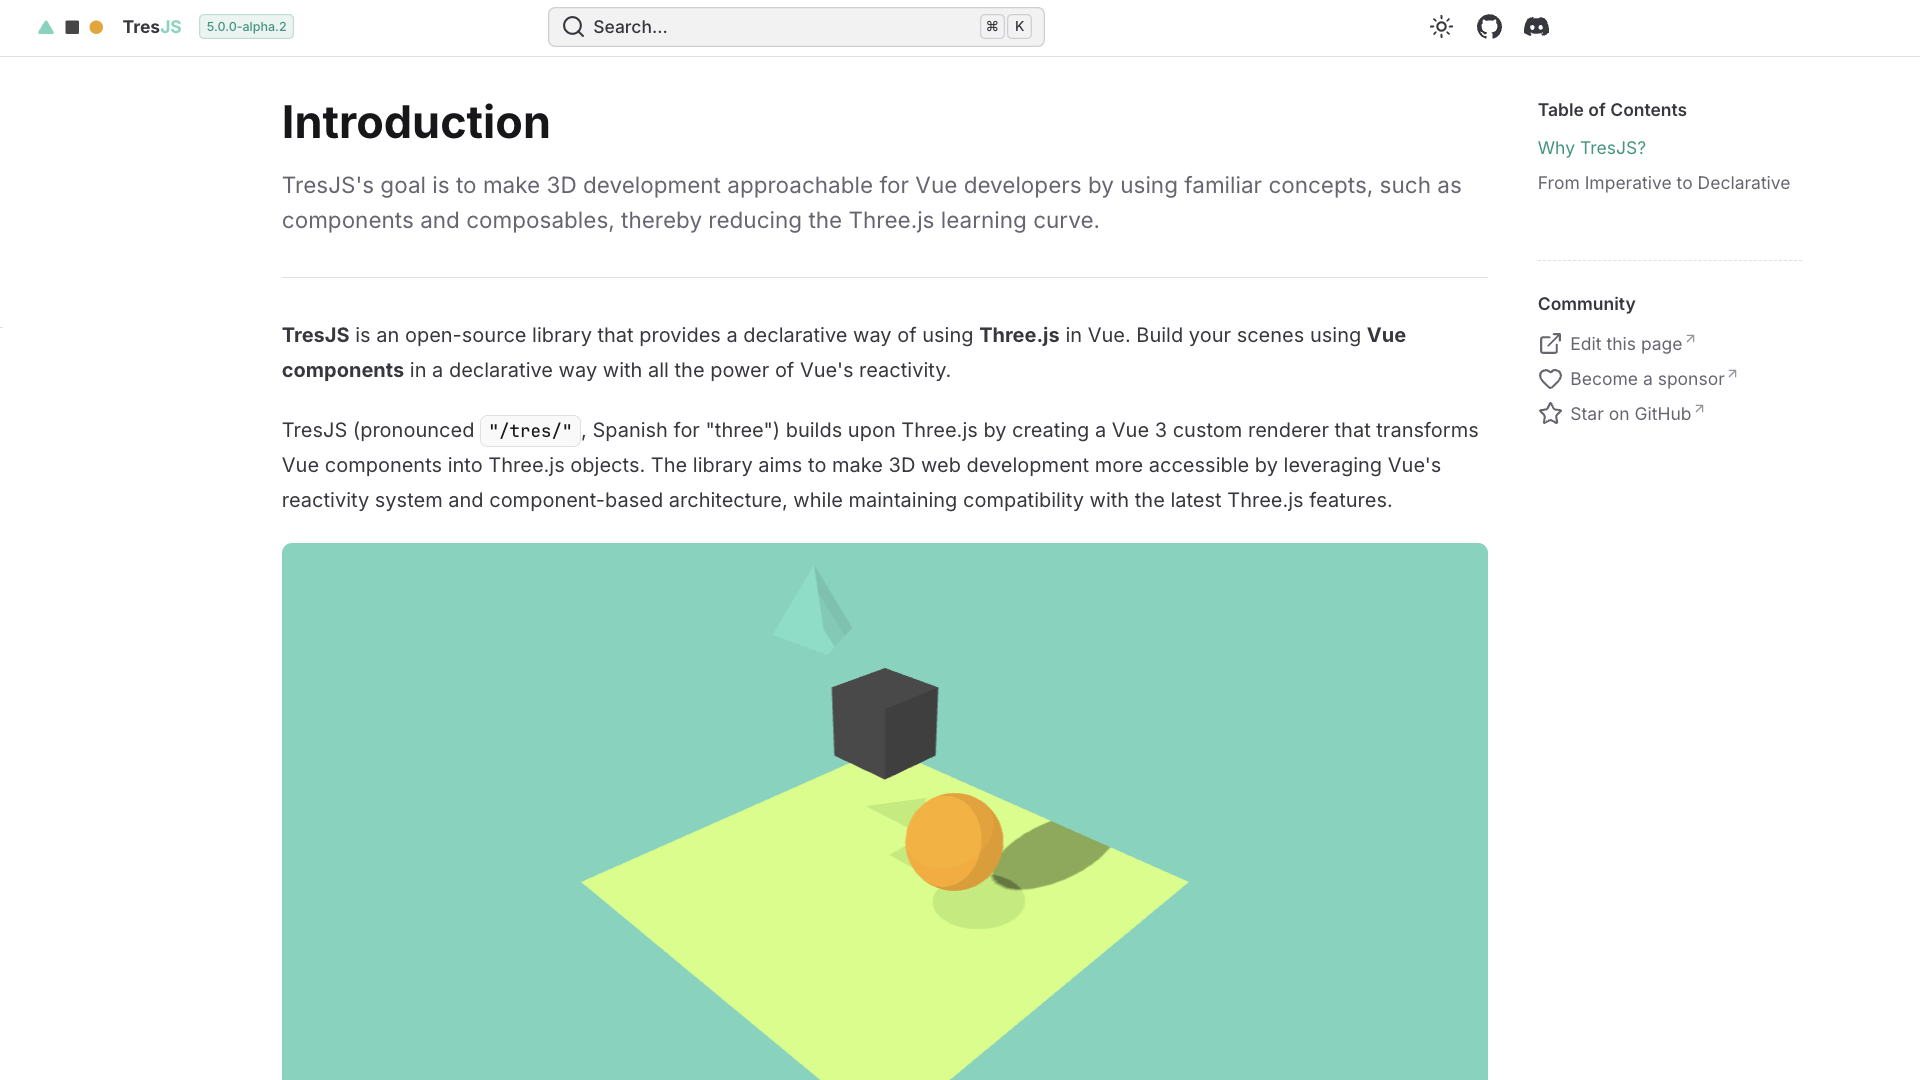 TresJS 5.0.0-alpha.2 Search... ⌘ K
Introduction
TresJS's goal is to make 3D development approachable for Vue developers by using familiar concepts, such as
components and composables, thereby reducing the Three.js learning curve.
TresJS is an open-source library that provides a declarative way of using Three.js in Vue. Build your scenes using Vue
components in a declarative way with all the power of Vue's reactivity.
TresJS (pronounced "/tres/", Spanish for "three") builds upon Three.js by creating a Vue 3 custom renderer that transforms
Vue components into Three.js objects. The library aims to make 3D web development more accessible by leveraging Vue's
reactivity system and component-based architecture, while maintaining compatibility with the latest Three.js features.
Table of Contents
Why TresJS?
From Imperative to Declarative
Community
Edit this page
Become a sponsor
Star on GitHub